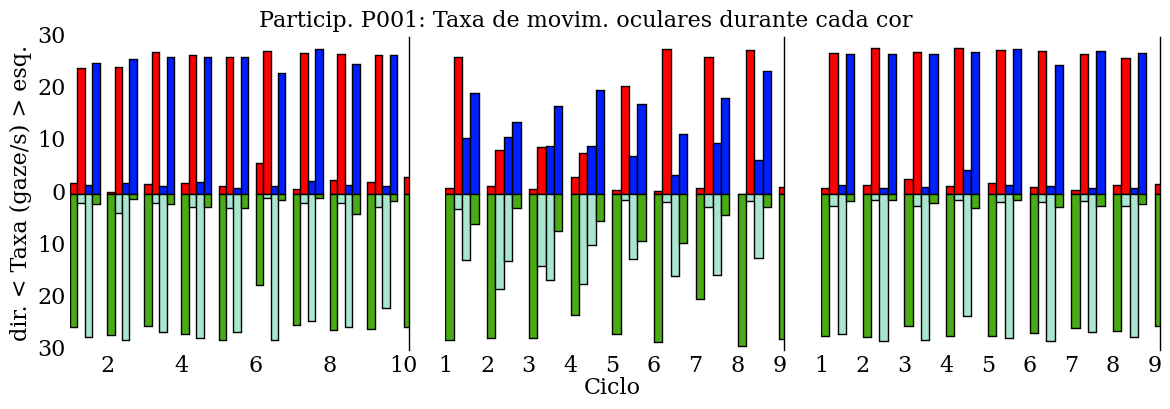 Particip. P001: Taxa de movim. oculares durante cada cor
dir. < Taxa (gaze/s) > esq.
30
20
10
0
10
20
30
2 4 6 8 10 1 2 3 4 5 6 7 8 9 1 2 3 4 5 6 7 8 9
Ciclo